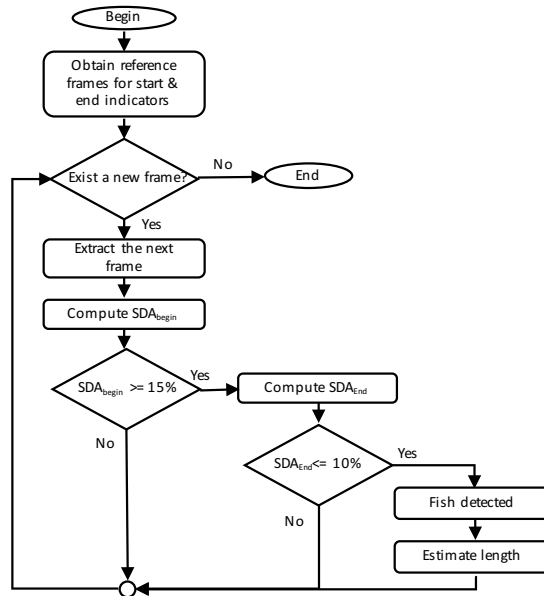 Begin
Obtain reference
frames for start &
end indicators
Exist a new frame?
No
End
Yes
Extract the next
frame
Compute SDAbegin
SDAbegin >= 15%
Yes
Compute SDAEnd
No
SDAEnd<= 10%
Yes
Fish detected
No
Estimate length